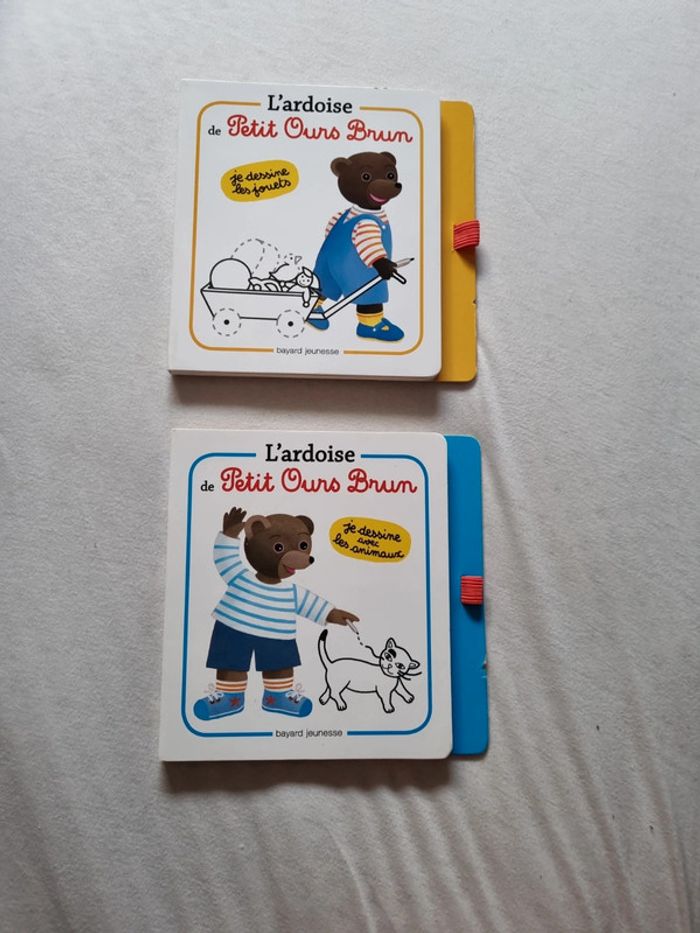 L'ardoise
de Petit Ours Brun
je dessine
les jouets
bayard jeunesse
L'ardoise
de Petit Ours Brun
je dessine
avec
les animaux
bayard jeunesse